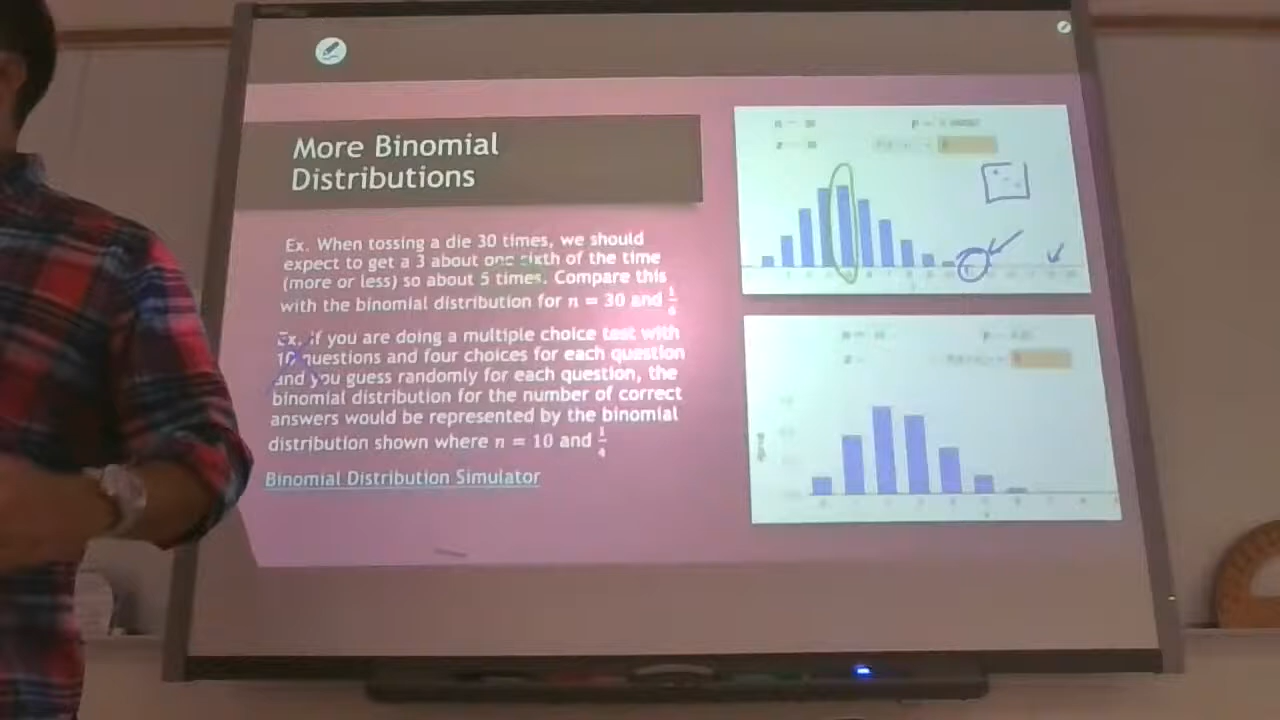 More Binomial
Distributions
Ex. When tossing a die 30 times, we should
expect to get a 3 about one sixth of the time
(more or less) so about 5 times. Compare this
with the binomial distribution for n = 30 and 1/6
Ex. If you are doing a multiple choice test with
10 questions and four choices for each question
and you guess randomly for each question, the
binomial distribution for the number of correct
answers would be represented by the binomial
distribution shown where n = 10 and 1/4
Binomial Distribution Simulator